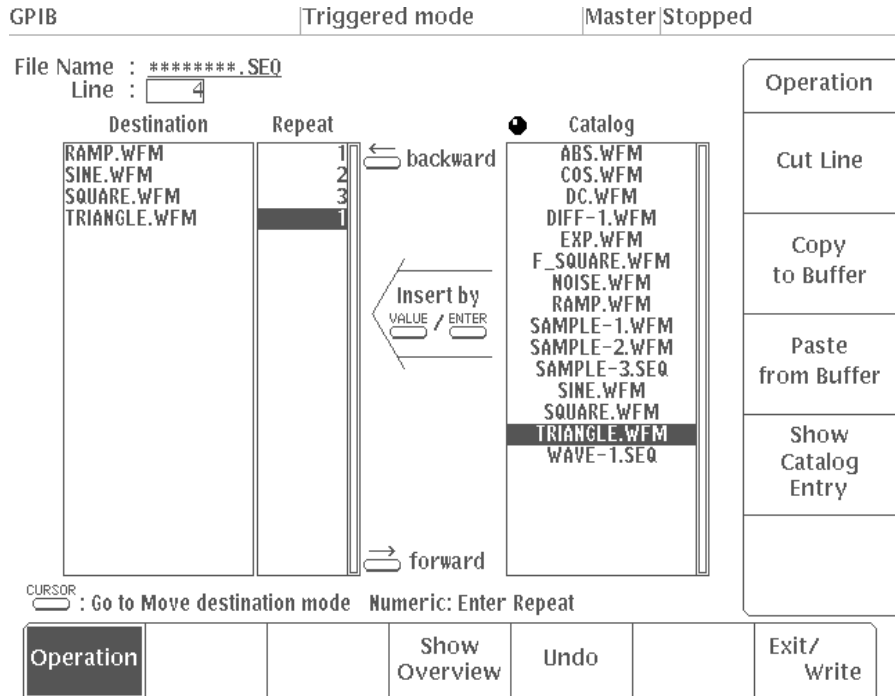 GPIB Triggered mode Master Stopped
File Name : ********.SEQ
Line : 4
Destination Repeat
RAMP.WFM 1
SINE.WFM 2
SQUARE.WFM 3
TRIANGLE.WFM 1
← backward
Insert by
VALUE / ENTER
→ forward
Catalog
ABS.WFM
COS.WFM
DC.WFM
DIFF-1.WFM
EXP.WFM
F_SQUARE.WFM
NOISE.WFM
RAMP.WFM
SAMPLE-1.WFM
SAMPLE-2.WFM
SAMPLE-3.SEQ
SINE.WFM
SQUARE.WFM
TRIANGLE.WFM
WAVE-1.SEQ
Operation
Cut Line
Copy
to Buffer
Paste
from Buffer
Show
Catalog
Entry
CURSOR : Go to Move destination mode Numeric: Enter Repeat
Operation
Show
Overview
Undo
Exit/
Write